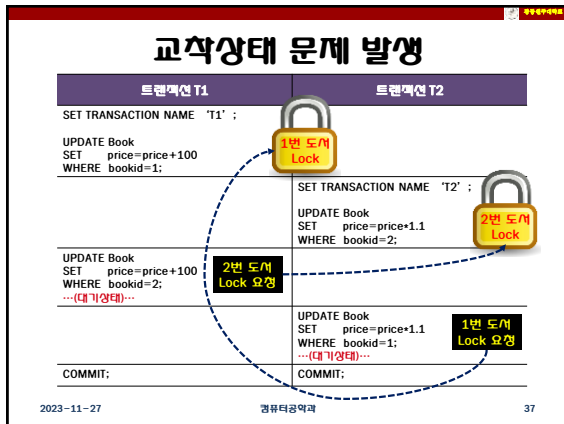 교착상태 문제 발생
트랜잭션 T1
트랜잭션 T2
SET TRANSACTION NAME ‘T1’;
UPDATE Book
SET price=price+100
WHERE bookid=1;
1번 도서
Lock
SET TRANSACTION NAME ‘T2’;
UPDATE Book
SET price=price*1.1
WHERE bookid=2;
2번 도서
Lock
UPDATE Book
SET price=price+100
WHERE bookid=2;
…(대기상태)…
2번 도서
Lock 요청
UPDATE Book
SET price=price*1.1
WHERE bookid=1;
…(대기상태)…
1번 도서
Lock 요청
COMMIT;
COMMIT;
2023-11-27
컴퓨터공학과
37